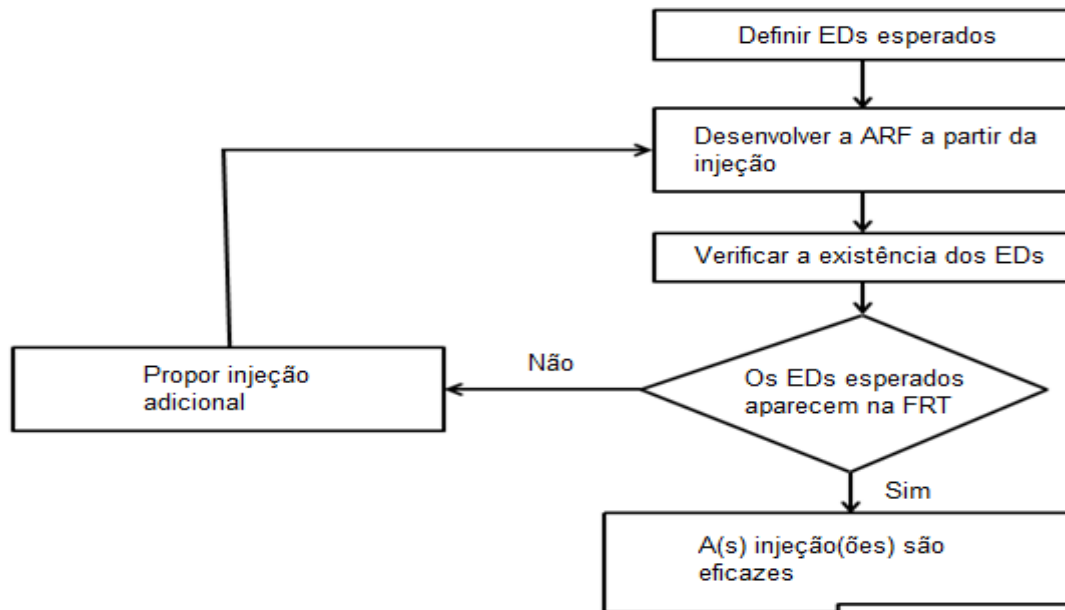 Definir EDs esperados
Desenvolver a ARF a partir da
injeção
Verificar a existência dos EDs
Os EDs esperados
aparecem na FRT
Não
Propor injeção
adicional
Sim
A(s) injeção(ões) são
eficazes